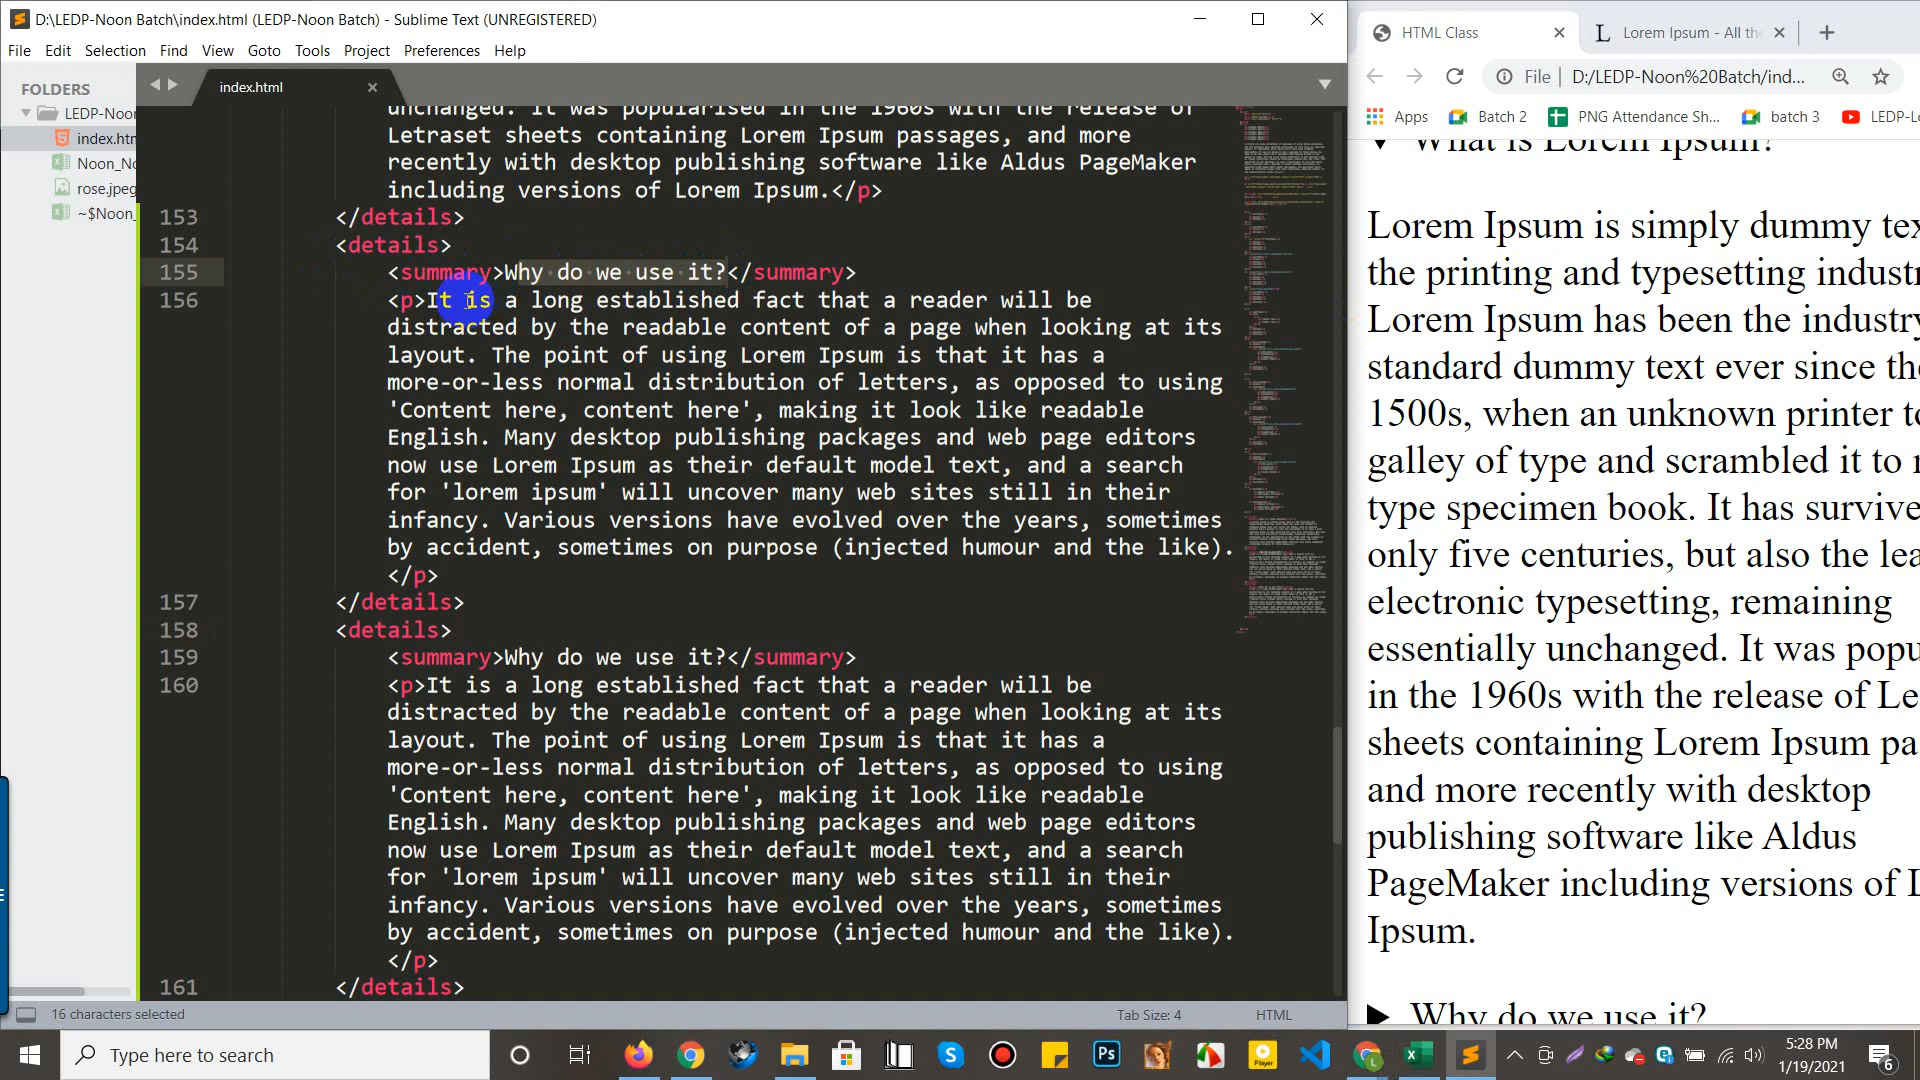 D:\LEDP-Noon Batch\index.html (LEDP-Noon Batch) - Sublime Text (UNREGISTERED)
File Edit Selection Find View Goto Tools Project Preferences Help
FOLDERS
LEDP-Noon
index.htm
Noon_No
rose.jpeg
~$Noon_
index.html
unchanged. It was popularised in the 1960s with the release of
Letraset sheets containing Lorem Ipsum passages, and more
recently with desktop publishing software like Aldus PageMaker
including versions of Lorem Ipsum.</p>
153 </details>
154 <details>
155 <summary>Why do we use it?</summary>
156 <p>It is a long established fact that a reader will be
distracted by the readable content of a page when looking at its
layout. The point of using Lorem Ipsum is that it has a
more-or-less normal distribution of letters, as opposed to using
'Content here, content here', making it look like readable
English. Many desktop publishing packages and web page editors
now use Lorem Ipsum as their default model text, and a search
for 'lorem ipsum' will uncover many web sites still in their
infancy. Various versions have evolved over the years, sometimes
by accident, sometimes on purpose (injected humour and the like).
</p>
157 </details>
158 <details>
159 <summary>Why do we use it?</summary>
160 <p>It is a long established fact that a reader will be
distracted by the readable content of a page when looking at its
layout. The point of using Lorem Ipsum is that it has a
more-or-less normal distribution of letters, as opposed to using
'Content here, content here', making it look like readable
English. Many desktop publishing packages and web page editors
now use Lorem Ipsum as their default model text, and a search
for 'lorem ipsum' will uncover many web sites still in their
infancy. Various versions have evolved over the years, sometimes
by accident, sometimes on purpose (injected humour and the like).
</p>
161 </details>
16 characters selected Tab Size: 4 HTML
HTML Class
Lorem Ipsum - All the
File D:/LEDP-Noon%20Batch/ind...
Apps Batch 2 PNG Attendance Sh... batch 3 LEDP-L
What is Lorem Ipsum?
Lorem Ipsum is simply dummy tex
the printing and typesetting industr
Lorem Ipsum has been the industry
standard dummy text ever since the
1500s, when an unknown printer to
galley of type and scrambled it to
type specimen book. It has survive
only five centuries, but also the lea
electronic typesetting, remaining
essentially unchanged. It was popu
in the 1960s with the release of Le
sheets containing Lorem Ipsum pa
and more recently with desktop
publishing software like Aldus
PageMaker including versions of L
Ipsum.
Why do we use it?
Type here to search
Ps
Player
5:28 PM
1/19/2021
6